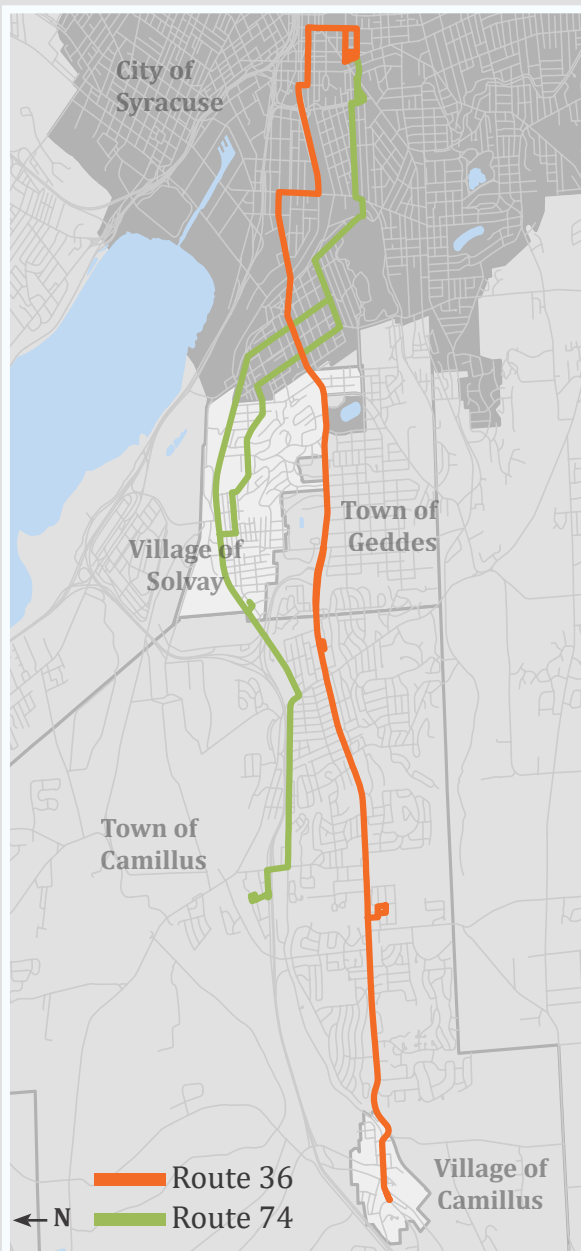 City of
Syracuse
Town of
Geddes
Village of
Solvay
Town of
Camillus
Village of
Camillus
Route 36
Route 74
N